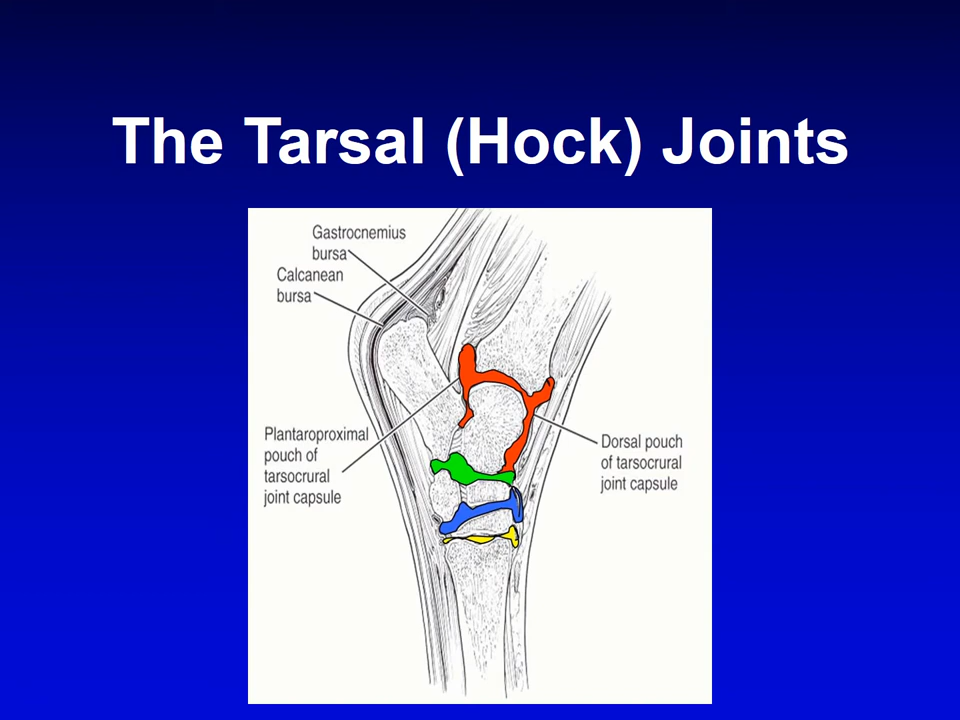 The Tarsal (Hock) Joints
Gastrocnemius
bursa
Calcanean
bursa
Plantaroproximal
pouch of
tarsocrural
joint capsule
Dorsal pouch
of tarsocrural
joint capsule